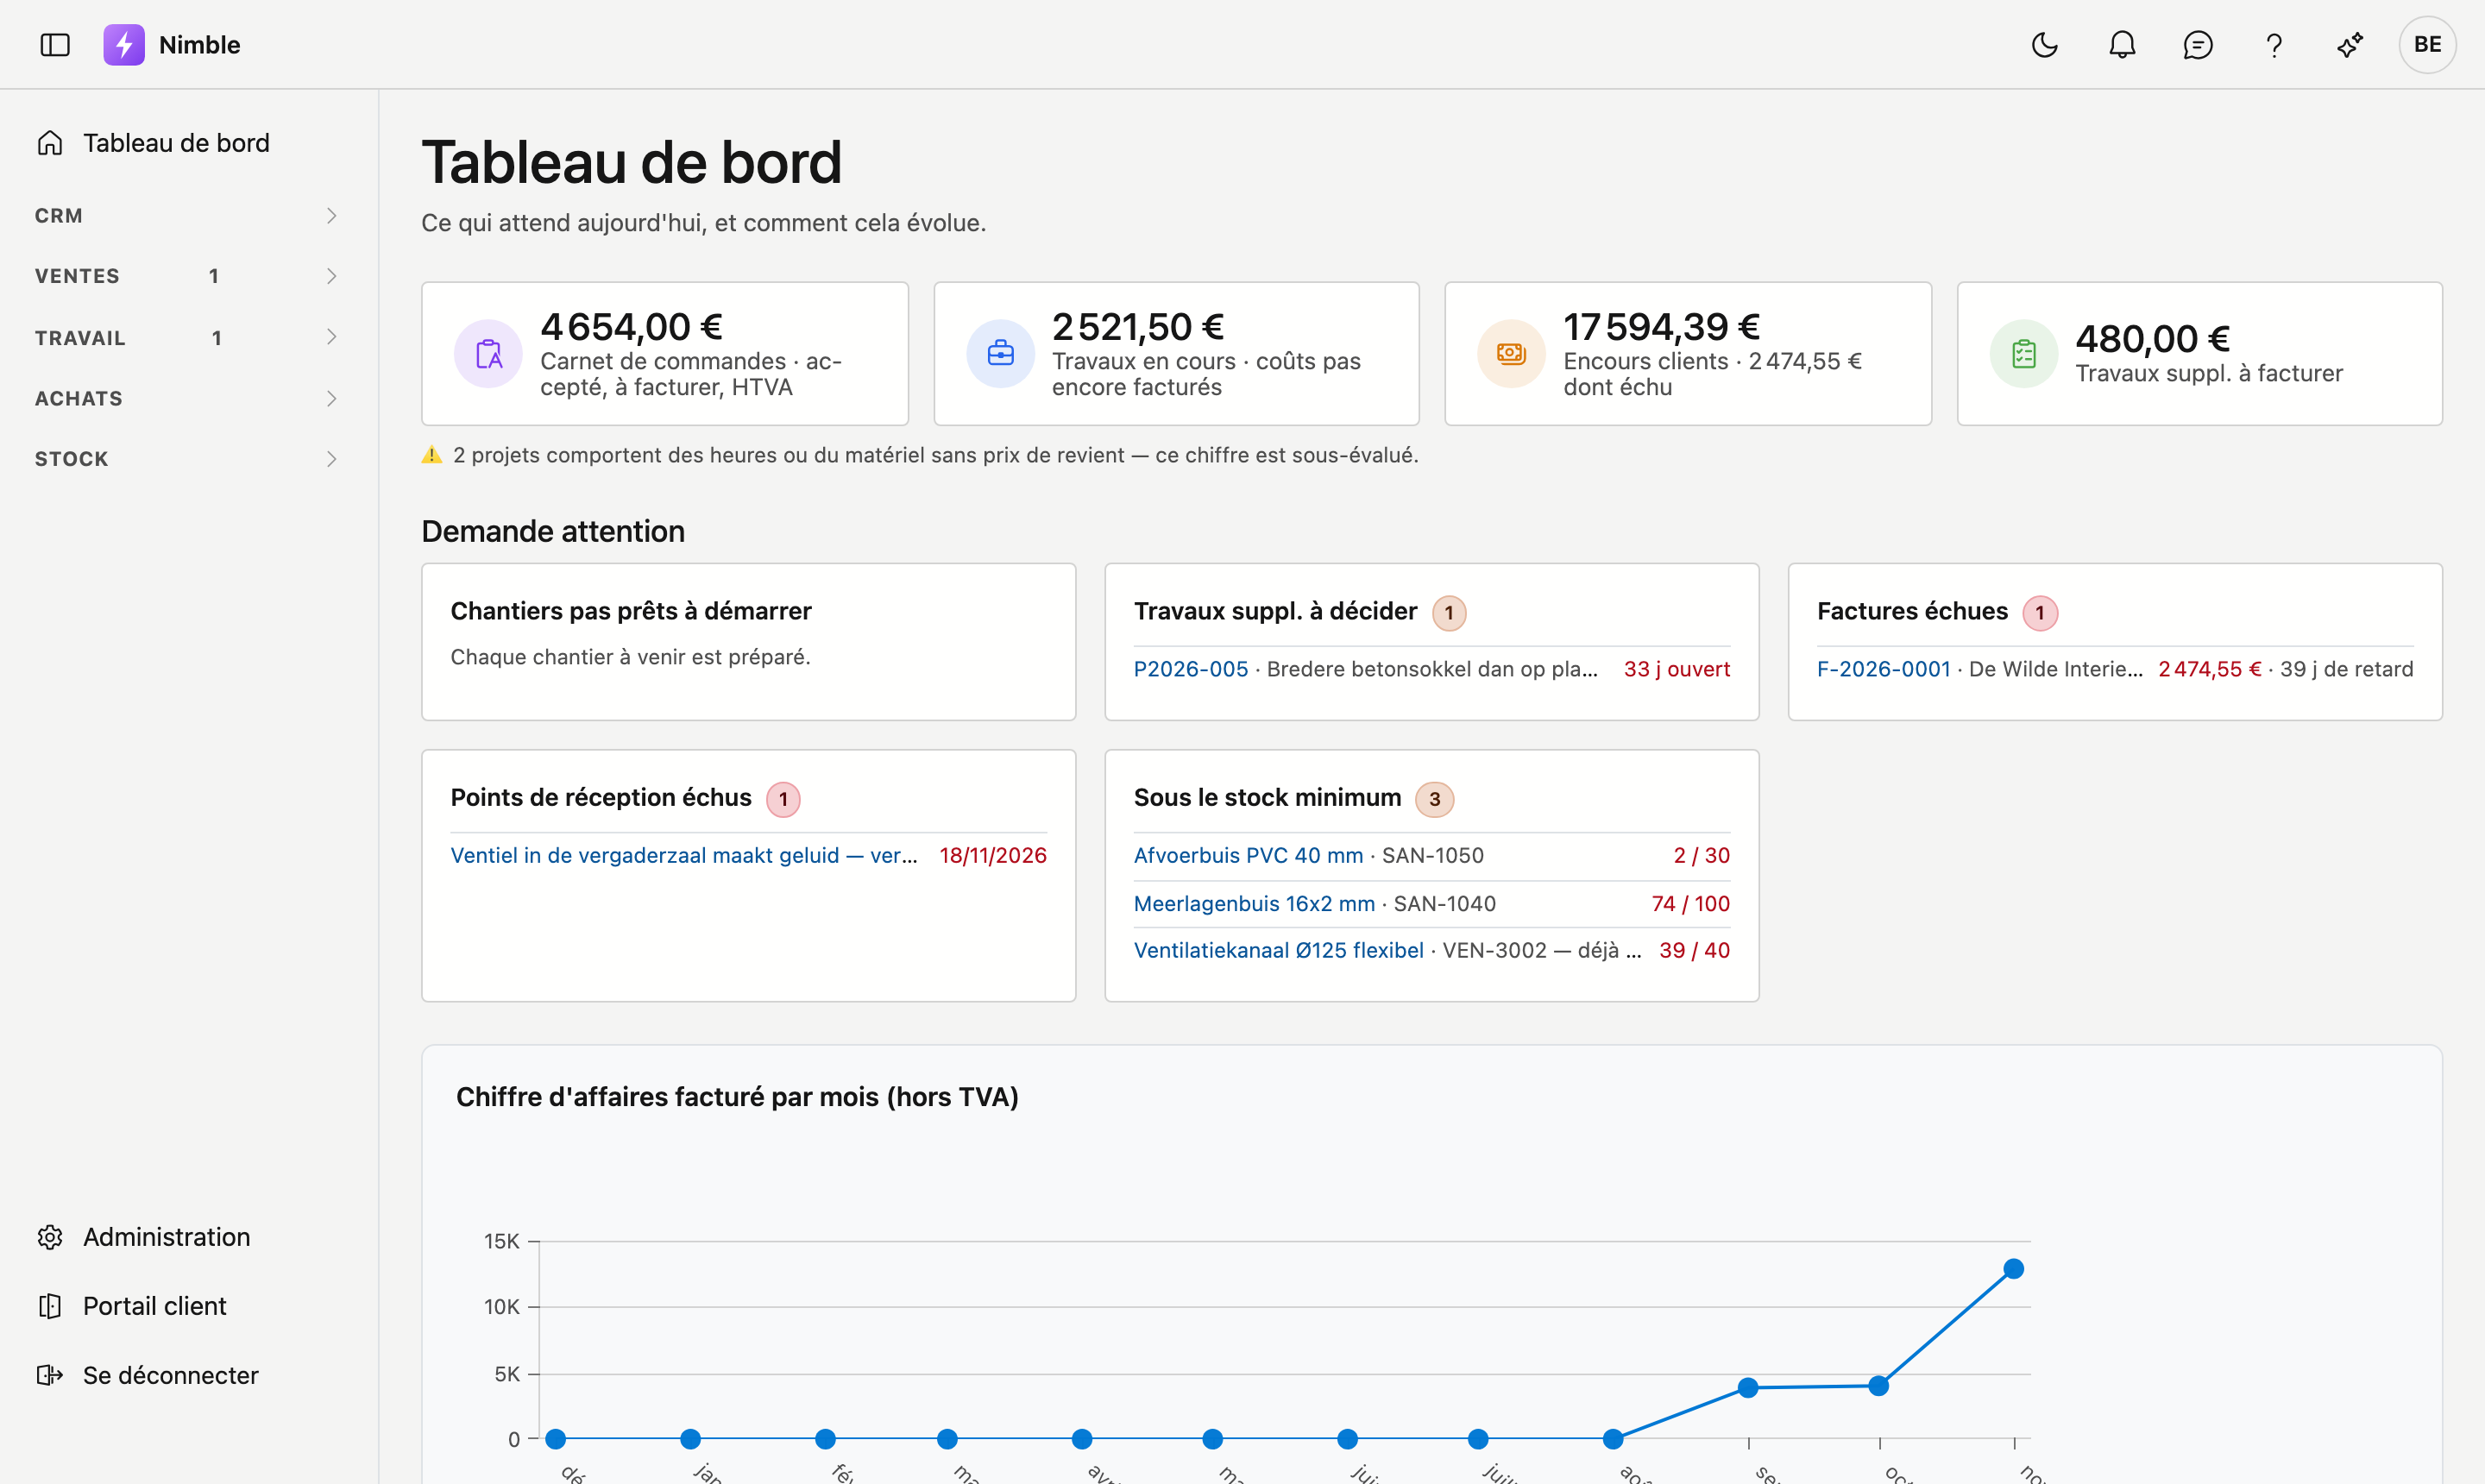 Nimble
BE
Tableau de bord
CRM
VENTES 1
TRAVAIL 1
ACHATS
STOCK
Administration
Portail client
Se déconnecter
Tableau de bord
Ce qui attend aujourd'hui, et comment cela évolue.
4 654,00 €
Carnet de commandes · ac-
cepté, à facturer, HTVA
2 521,50 €
Travaux en cours · coûts pas
encore facturés
17 594,39 €
Encours clients · 2 474,55 €
dont échu
480,00 €
Travaux suppl. à facturer
2 projets comportent des heures ou du matériel sans prix de revient — ce chiffre est sous-évalué.
Demande attention
Chantiers pas prêts à démarrer
Chaque chantier à venir est préparé.
Travaux suppl. à décider 1
P2026-005 · Bredere betonsokkel dan op pla... 33 j ouvert
Factures échues 1
F-2026-0001 · De Wilde Interie... 2 474,55 € · 39 j de retard
Points de réception échus 1
Ventiel in de vergaderzaal maakt geluid — ver... 18/11/2026
Sous le stock minimum 3
Afvoerbuis PVC 40 mm · SAN-1050 2 / 30
Meerlagenbuis 16x2 mm · SAN-1040 74 / 100
Ventilatiekanaal Ø125 flexibel · VEN-3002 — déjà ... 39 / 40
Chiffre d'affaires facturé par mois (hors TVA)
15K
10K
5K
0